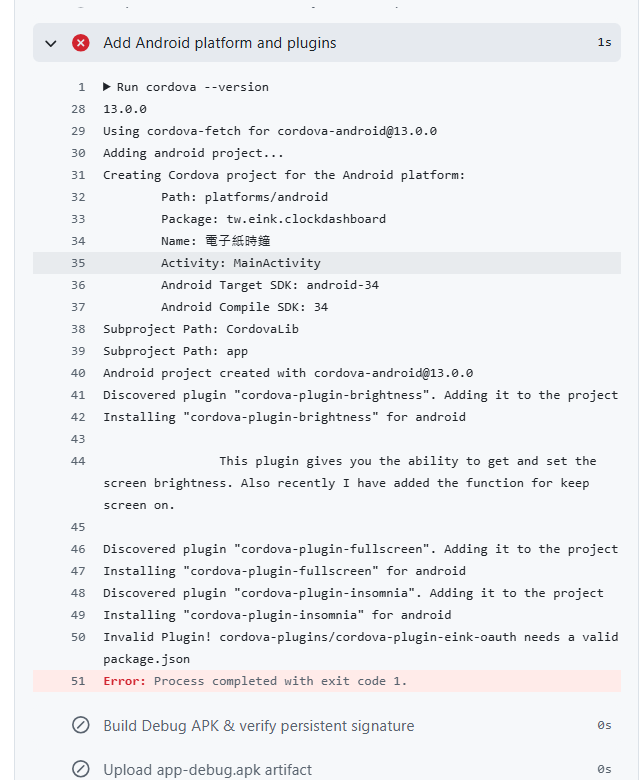 Add Android platform and plugins 1s
1 ▶ Run cordova --version
28 13.0.0
29 Using cordova-fetch for cordova-android@13.0.0
30 Adding android project...
31 Creating Cordova project for the Android platform:
32 Path: platforms/android
33 Package: tw.eink.clockdashboard
34 Name: 電子紙時鐘
35 Activity: MainActivity
36 Android Target SDK: android-34
37 Android Compile SDK: 34
38 Subproject Path: CordovaLib
39 Subproject Path: app
40 Android project created with cordova-android@13.0.0
41 Discovered plugin "cordova-plugin-brightness". Adding it to the project
42 Installing "cordova-plugin-brightness" for android
43
44 This plugin gives you the ability to get and set the
screen brightness. Also recently I have added the function for keep
screen on.
45
46 Discovered plugin "cordova-plugin-fullscreen". Adding it to the project
47 Installing "cordova-plugin-fullscreen" for android
48 Discovered plugin "cordova-plugin-insomnia". Adding it to the project
49 Installing "cordova-plugin-insomnia" for android
50 Invalid Plugin! cordova-plugins/cordova-plugin-eink-oauth needs a valid
package.json
51 Error: Process completed with exit code 1.
Build Debug APK & verify persistent signature 0s
Upload app-debug.apk artifact 0s